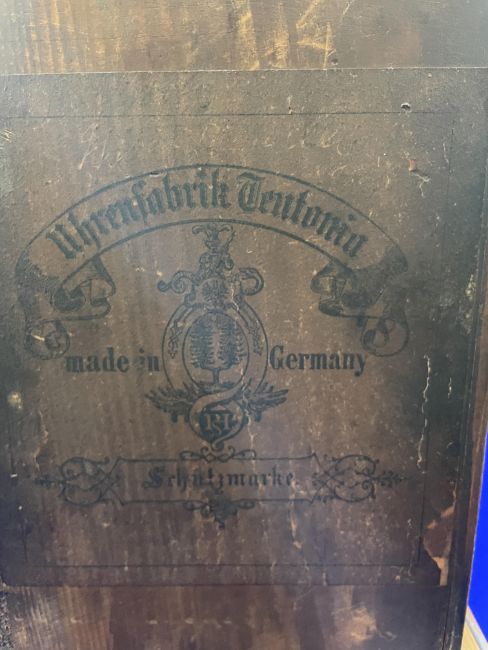 Uhrenfabrik Teutonia
made in Germany
Schutzmarke